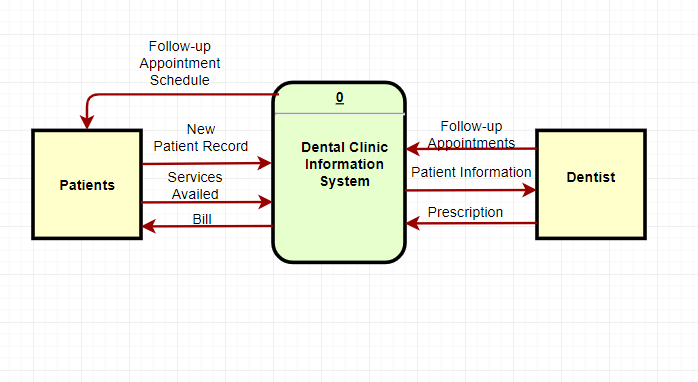 Follow-up
Appointment
Schedule
0
New
Patient Record
Follow-up
Appointments
Dental Clinic
Information
System
Patients
Services
Availed
Patient Information
Dentist
Bill
Prescription